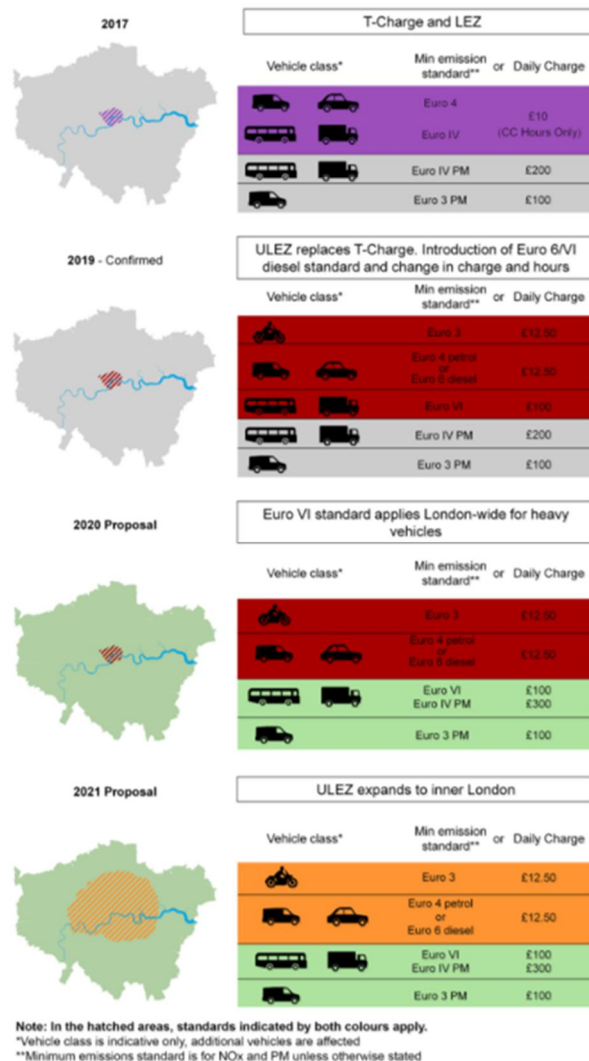 2017
T-Charge and LEZ
Vehicle class*
Min emission standard** or Daily Charge
Euro 4
Euro IV
£10
(CC Hours Only)
Euro IV PM £200
Euro 3 PM £100
2019 - Confirmed
ULEZ replaces T-Charge. Introduction of Euro 6/VI
diesel standard and change in charge and hours
Vehicle class*
Min emission standard** or Daily Charge
Euro 3 £12.50
Euro 4 petrol
or
Euro 6 diesel
£12.50
Euro VI £100
Euro IV PM £200
Euro 3 PM £100
2020 Proposal
Euro VI standard applies London-wide for heavy
vehicles
Vehicle class*
Min emission standard** or Daily Charge
Euro 3 £12.50
Euro 4 petrol
or
Euro 6 diesel
£12.50
Euro VI £100
Euro IV PM £300
Euro 3 PM £100
2021 Proposal
ULEZ expands to inner London
Vehicle class*
Min emission standard** or Daily Charge
Euro 3 £12.50
Euro 4 petrol
or
Euro 6 diesel
£12.50
Euro VI £100
Euro IV PM £300
Euro 3 PM £100
Note: In the hatched areas, standards indicated by both colours apply.
*Vehicle class is indicative only, additional vehicles are affected
**Minimum emissions standard is for NOx and PM unless otherwise stated